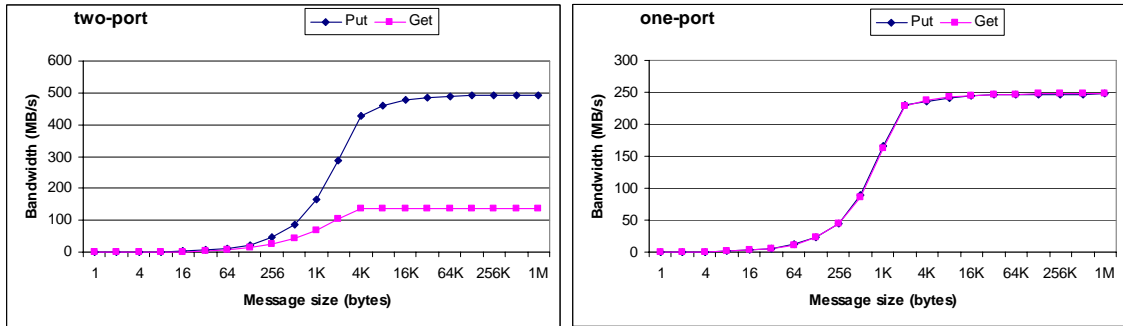 two-port
Put Get
Bandwidth (MB/s)
600
500
400
300
200
100
0
1 4 16 64 256 1K 4K 16K 64K 256K 1M
Message size (bytes)
one-port
Put Get
Bandwidth (MB/s)
300
250
200
150
100
50
0
1 4 16 64 256 1K 4K 16K 64K 256K 1M
Message size (bytes)